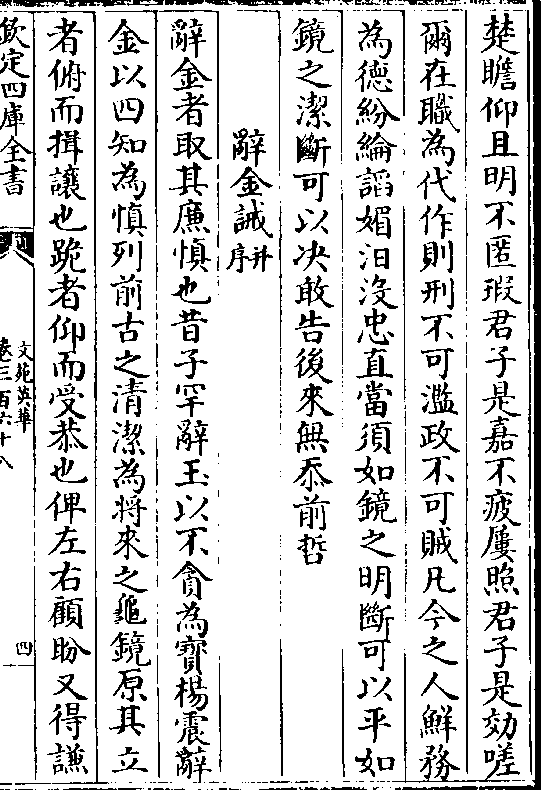 楚瞻仰且明不匿瑕君子是嘉不疲屢照君子是効嗟
爾在職為代作則刑不可濫政不可賊凡今之人鮮務
為德紛綸謟媚汩没忠直當須如鏡之明斷可以平如
鏡之潔斷可以决敢告後來無忝前哲
辭金誡并序
辭金者取其廉慎也昔子罕辭玉以不貪為寳楊震辭
金以四知為慎列前古之清潔為將來之龜鏡原其立
者俯而揖讓也跪者仰而受恭也俾左右顧盼又得謙
欽定四庫全書
文苑英華
卷三百六十八
四